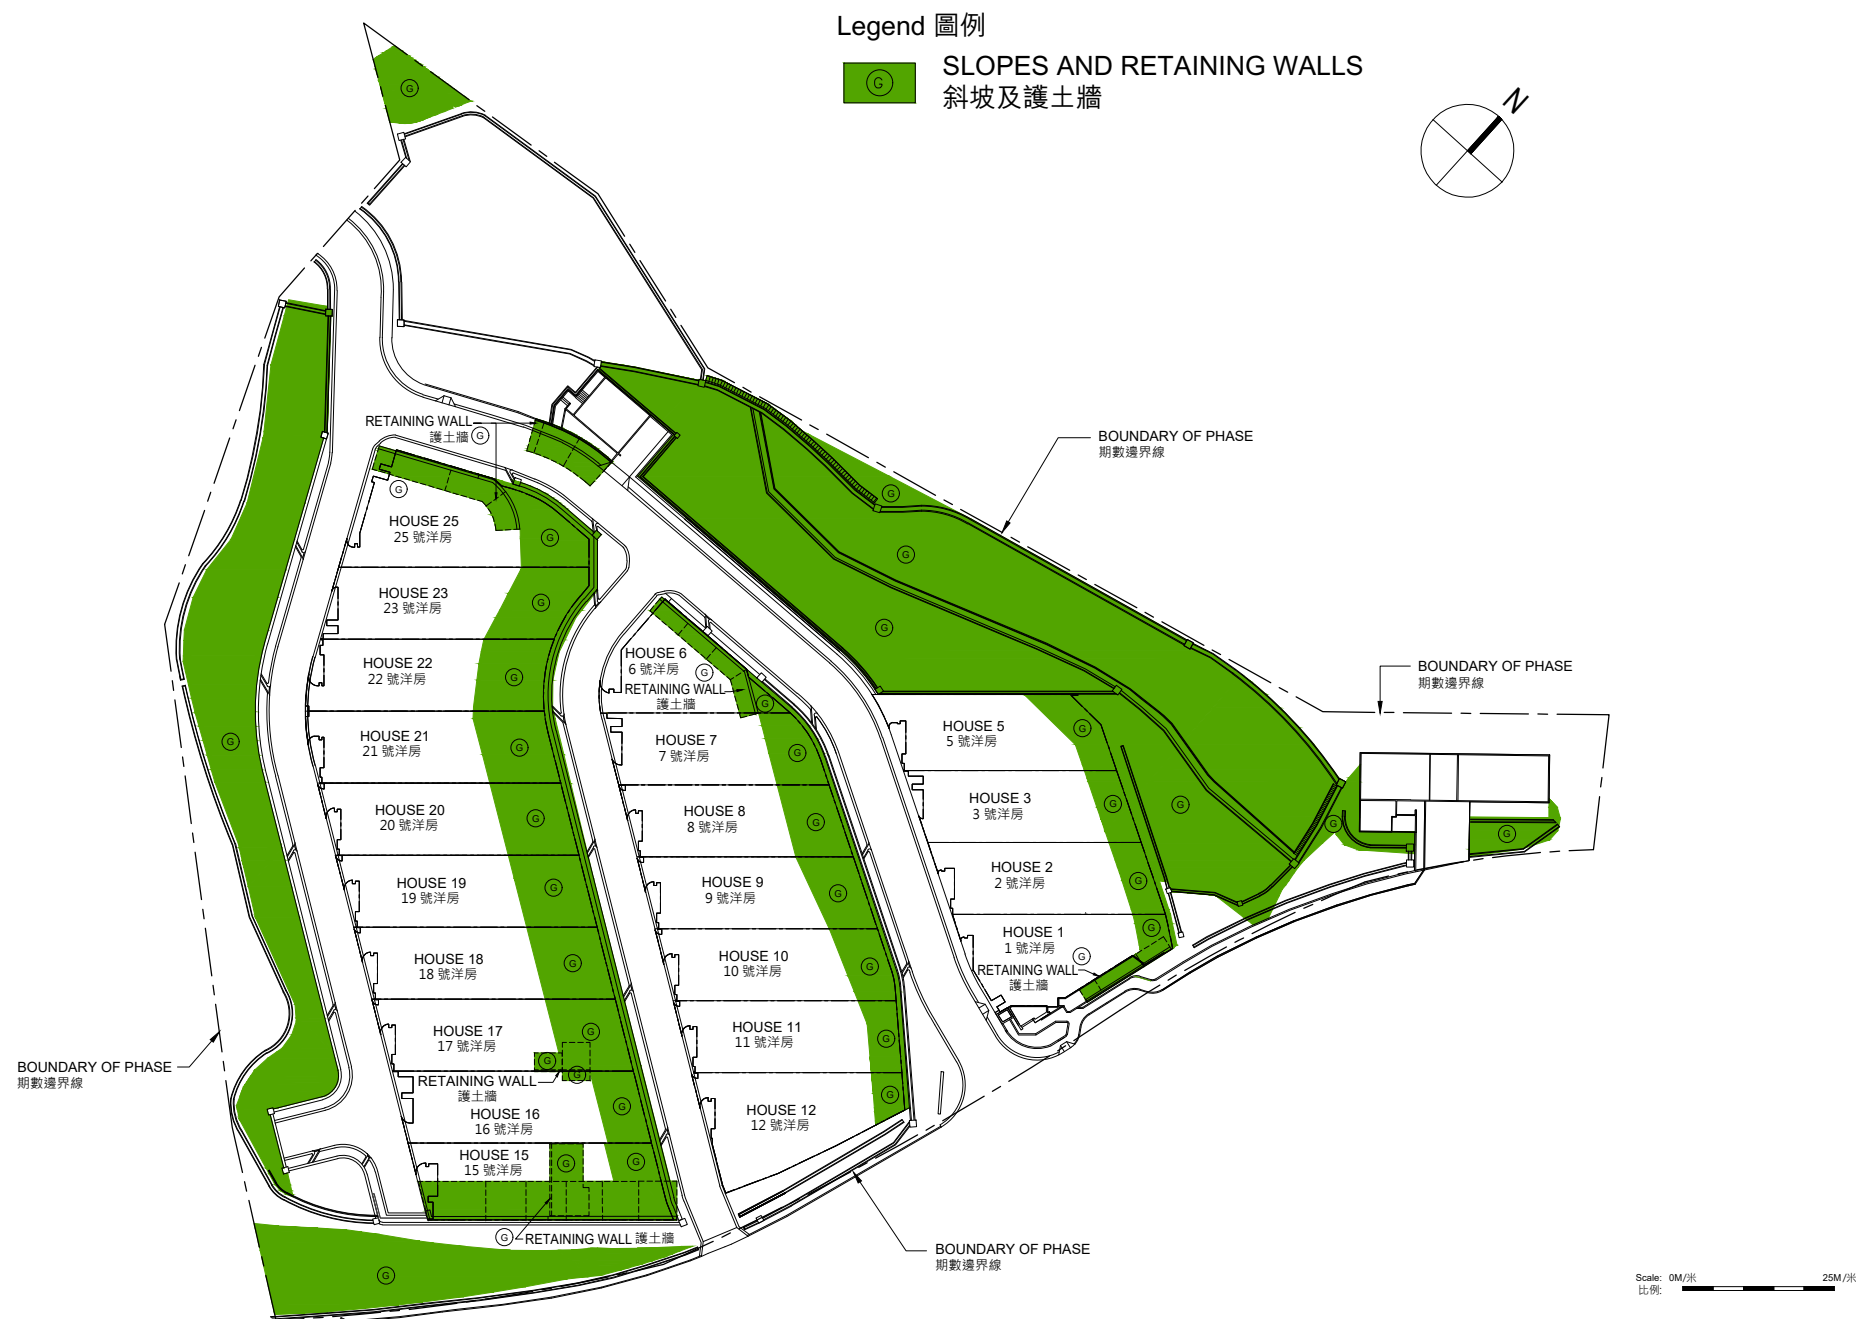 Legend 圖例
G
SLOPES AND RETAINING WALLS
斜坡及護土牆
N
G
RETAINING WALL
護土牆 G
BOUNDARY OF PHASE
期數邊界線
G
G
HOUSE 25
25 號洋房
G
G
HOUSE 23
23 號洋房
G
G
HOUSE 22
22 號洋房
G
HOUSE 6
6 號洋房
G
RETAINING WALL
護土牆
G
BOUNDARY OF PHASE
期數邊界線
G
HOUSE 21
21 號洋房
G
HOUSE 7
7 號洋房
G
HOUSE 5
5 號洋房
G
HOUSE 20
20 號洋房
G
HOUSE 8
8 號洋房
G
HOUSE 3
3 號洋房
G
G
G
G
HOUSE 19
19 號洋房
G
HOUSE 9
9 號洋房
G
HOUSE 2
2 號洋房
G
HOUSE 18
18 號洋房
G
HOUSE 10
10 號洋房
G
HOUSE 1
1 號洋房
G
G
RETAINING WALL
護土牆
HOUSE 17
17 號洋房
G
G
G
HOUSE 11
11 號洋房
G
BOUNDARY OF PHASE
期數邊界線
RETAINING WALL
護土牆
HOUSE 16
16 號洋房
G
HOUSE 12
12 號洋房
G
HOUSE 15
15 號洋房
G
G
G
RETAINING WALL 護土牆
G
BOUNDARY OF PHASE
期數邊界線
Scale: 0M/米 25M/米
比例: